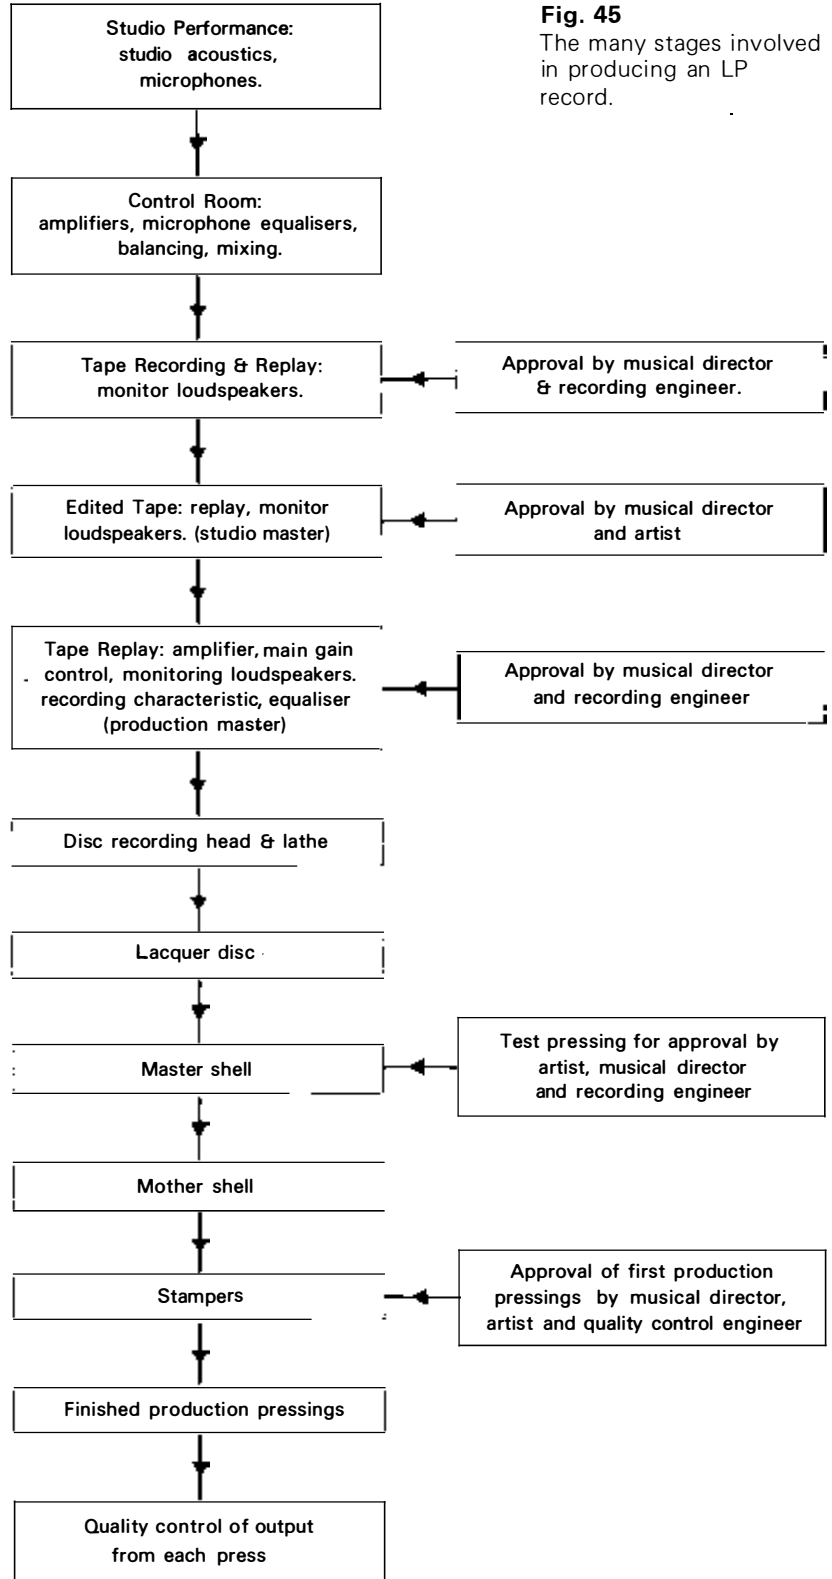 Studio Performance:
studio acoustics,
microphones.
Fig. 45
The many stages involved
in producing an LP
record.
Control Room:
amplifiers, microphone equalisers,
balancing, mixing.
Tape Recording & Replay:
monitor loudspeakers.
Approval by musical director
& recording engineer.
Edited Tape: replay, monitor
loudspeakers. (studio master)
Approval by musical director
and artist
Tape Replay: amplifier, main gain
control, monitoring loudspeakers.
recording characteristic, equaliser
(production master)
Approval by musical director
and recording engineer
Disc recording head & lathe
Lacquer disc
Master shell
Test pressing for approval by
artist, musical director
and recording engineer
Mother shell
Stampers
Approval of first production
pressings by musical director,
artist and quality control engineer
Finished production pressings
Quality control of output
from each press